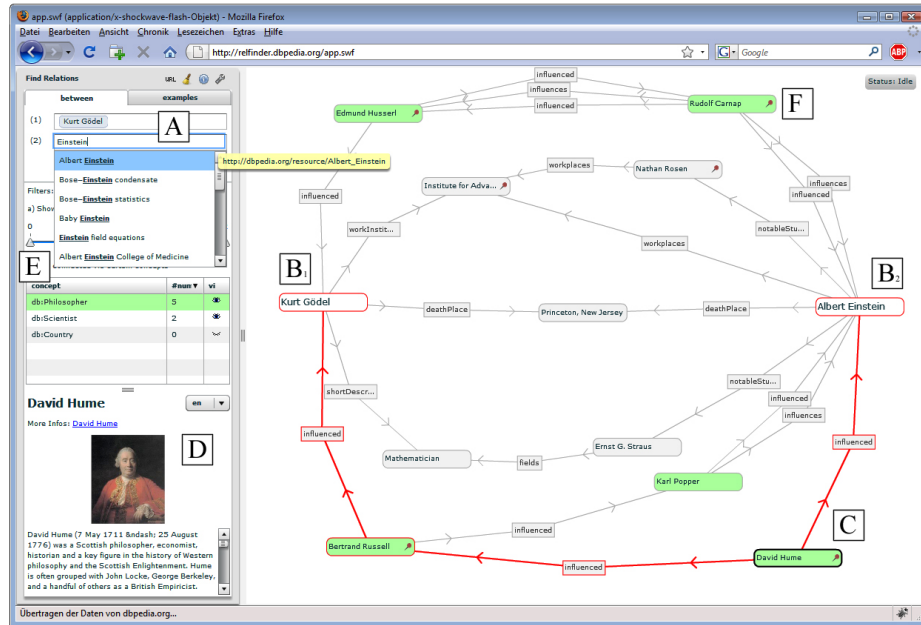 app.swf (application/x-shockwave-flash-Objekt) - Mozilla Firefox
Datei Bearbeiten Ansicht Chronik Lesezeichen Extras Hilfe
http://relfinder.dbpedia.org/app.swf
G Google
ABP
Find Relations
URL
Status: Idle
between
examples
A
(1) Kurt Gödel
(2) Einstein
Albert Einstein
http://dbpedia.org/resource/Albert_Einstein
Bose–Einstein condensate
Bose–Einstein statistics
Baby Einstein
Einstein field equations
Albert Einstein College of Medicine
Filters:
a) Show
0
E
concept #num vi
db:Philosopher 5
db:Scientist 2
db:Country 0
David Hume
en
More Infos: David Hume
D
David Hume (7 May 1711 &ndash; 25 August
1776) was a Scottish philosopher, economist,
historian and a key figure in the history of Western
philosophy and the Scottish Enlightenment. Hume
is often grouped with John Locke, George Berkeley,
and a handful of others as a British Empiricist.
influenced
influences
influenced
Edmund Husserl
Rudolf Carnap
F
workplaces
Nathan Rosen
Institute for Adva...
influences
influenced
influenced
workInstit...
notableStu...
workplaces
B1
B2
Kurt Gödel
deathPlace
Princeton, New Jersey
deathPlace
Albert Einstein
shortDescr...
notableStu...
influenced
influences
influenced
Mathematician
fields
Ernst G. Straus
influenced
Karl Popper
influenced
C
Bertrand Russell
influenced
David Hume
Übertragen der Daten von dbpedia.org...